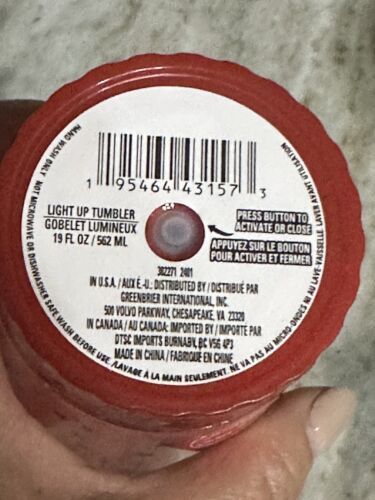 HAND WASH ONLY. NOT MICROWAVE OR DISHWASHER SAFE. WASH BEFORE USE. /LAVAGE À LA MAIN SEULEMENT. NE VA PAS AU MICRO-ONDES NI AU LAVE-VAISSELLE. LAVER AVANT UTILISATION
1 95464 43157 3
LIGHT UP TUMBLER
GOBELET LUMINEUX
19 FL OZ / 562 ML
PRESS BUTTON TO
ACTIVATE OR CLOSE
APPUYEZ SUR LE BOUTON
POUR ACTIVER ET FERMER
302271 2401
IN U.S.A. / AUX É.-U.: DISTRIBUTED BY / DISTRIBUÉ PAR
GREENBRIER INTERNATIONAL, INC.
500 VOLVO PARKWAY, CHESAPEAKE, VA 23320
IN CANADA / AU CANADA: IMPORTED BY / IMPORTÉ PAR
DTSC IMPORTS BURNABY, BC V5G 4P3
MADE IN CHINA / FABRIQUÉ EN CHINE